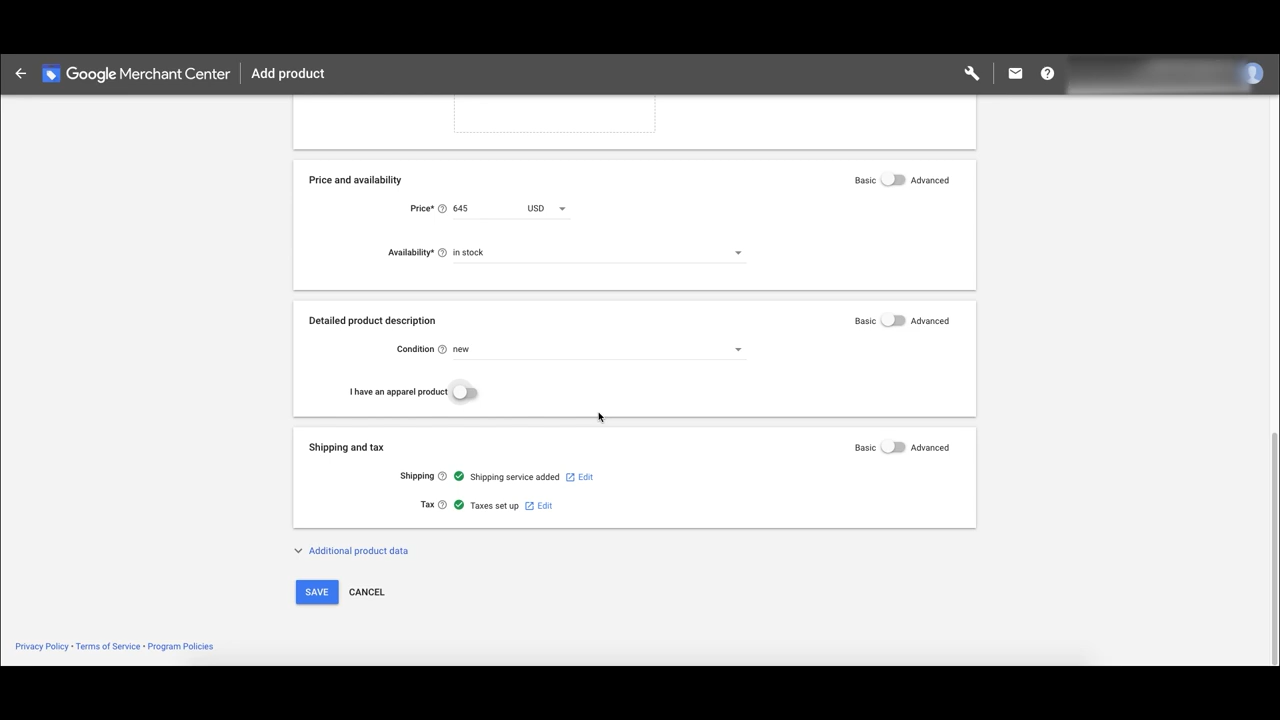 Google Merchant Center Add product
Price and availability Basic Advanced
Price* 645 USD
Availability* in stock
Detailed product description Basic Advanced
Condition new
I have an apparel product
Shipping and tax Basic Advanced
Shipping Shipping service added Edit
Tax Taxes set up Edit
Additional product data
SAVE CANCEL
Privacy Policy • Terms of Service • Program Policies